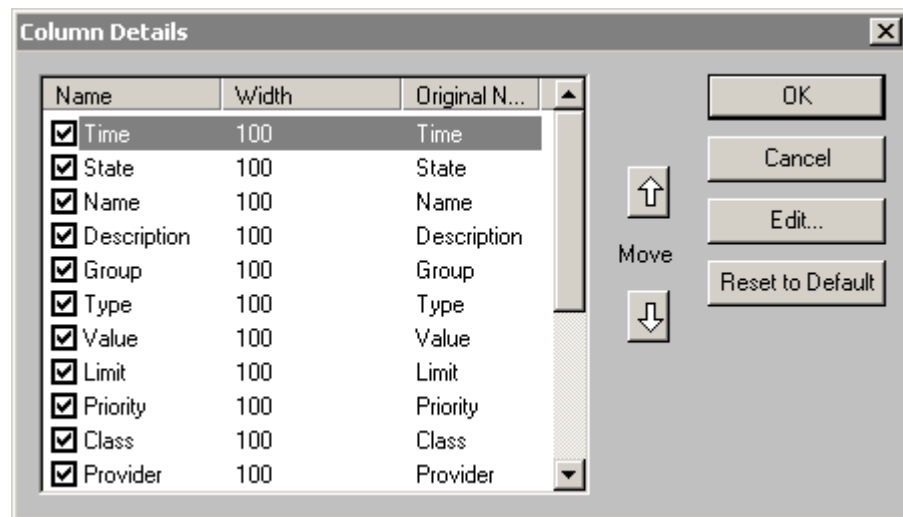 Column Details
Name Width Original N...
Time 100 Time
State 100 State
Name 100 Name
Description 100 Description
Group 100 Group
Type 100 Type
Value 100 Value
Limit 100 Limit
Priority 100 Priority
Class 100 Class
Provider 100 Provider
Move
OK
Cancel
Edit...
Reset to Default